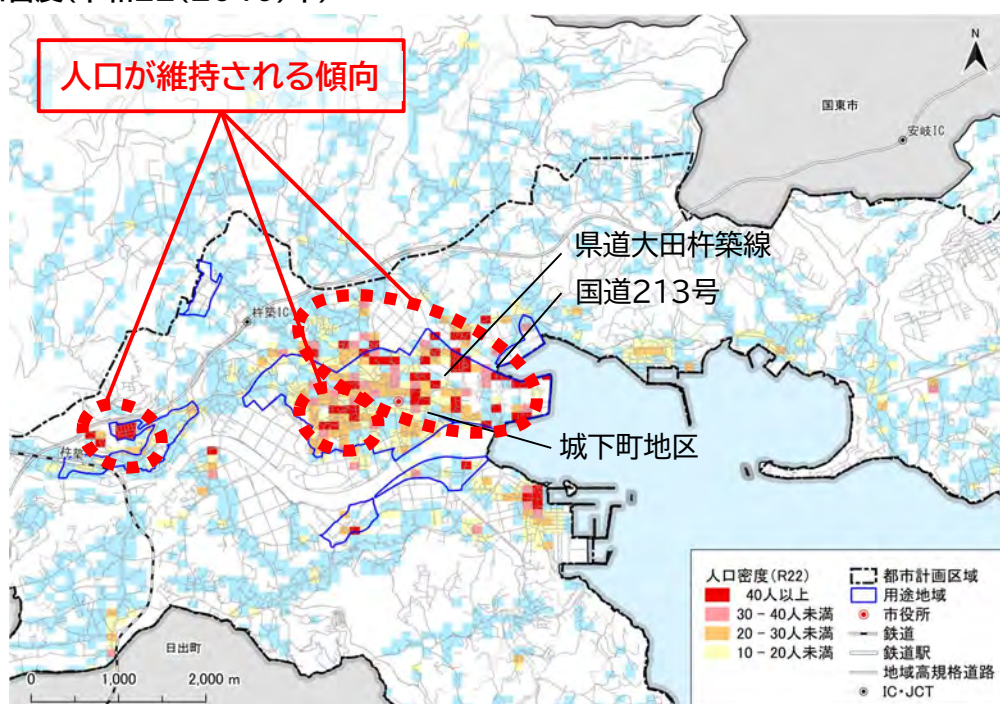 人口が維持される傾向
N
国東市
安岐IC
県道大田杵築線
国道213号
杵築IC
城下町地区
杵築
日出町
0 1,000 2,000 m
人口密度(R22)
40人以上
30 - 40人未満
20 - 30人未満
10 - 20人未満
都市計画区域
用途地域
市役所
鉄道
鉄道駅
地域高規格道路
IC・JCT